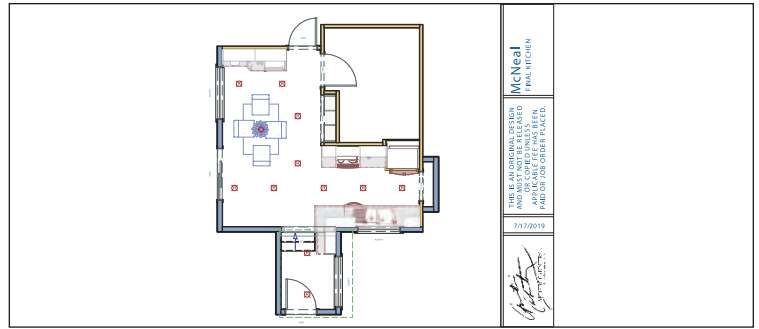 McNeal
FINAL KITCHEN
THIS IS AN ORIGINAL DESIGN
AND MUST NOT BE RELEASED
OR COPIED UNLESS
APPLICABLE FEE HAS BEEN
PAID OR JOB ORDER PLACED.
7/17/2019